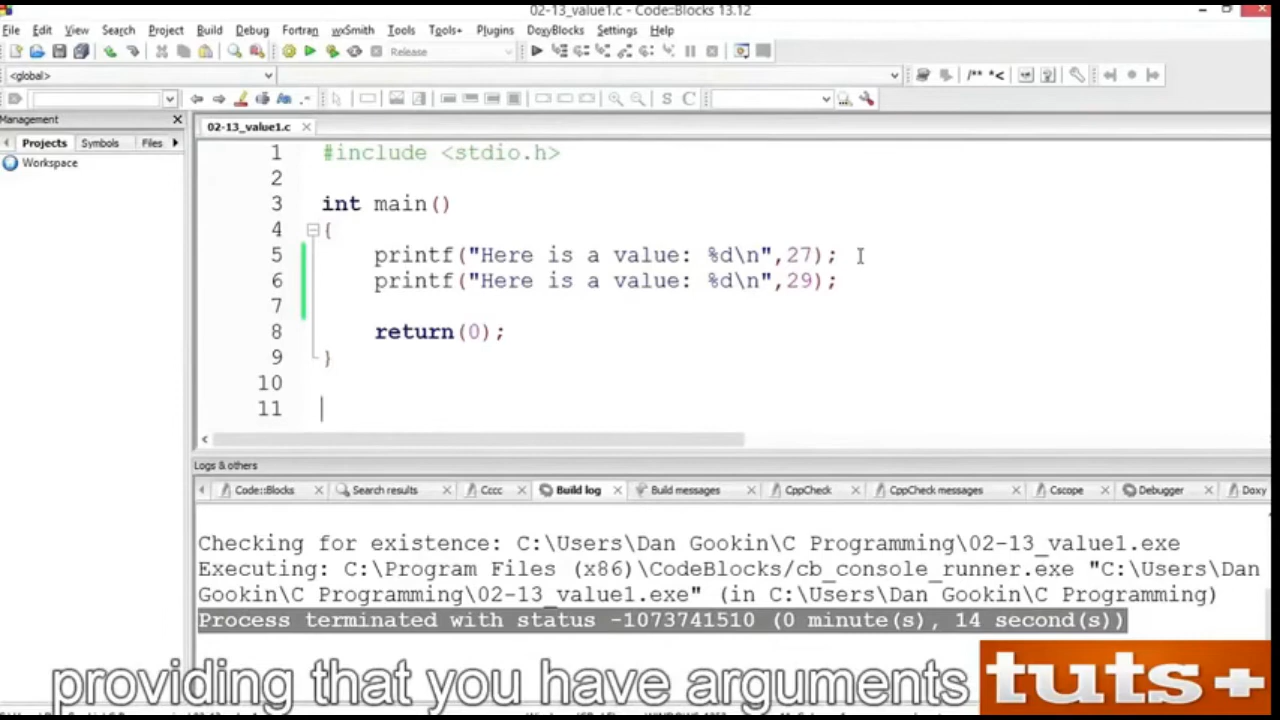 02-13_value1.c - Code::Blocks 13.12
File Edit View Search Project Build Debug Fortran wxSmith Tools Tools+ Plugins DoxyBlocks Settings Help
Release
<global>
/** *<
S C
Management
Projects Symbols Files
Workspace
02-13_value1.c
1 #include <stdio.h>
2
3 int main()
4 {
5 printf("Here is a value: %d\n",27);
6 printf("Here is a value: %d\n",29);
7
8 return(0);
9 }
10
11
Logs & others
Code::Blocks Search results Cccc Build log Build messages CppCheck CppCheck messages Cscope Debugger Doxy
Checking for existence: C:\Users\Dan Gookin\C Programming\02-13_value1.exe
Executing: C:\Program Files (x86)\CodeBlocks/cb_console_runner.exe "C:\Users\Dan
Gookin\C Programming\02-13_value1.exe" (in C:\Users\Dan Gookin\C Programming)
Process terminated with status -1073741510 (0 minute(s), 14 second(s))
providing that you have arguments
tuts+